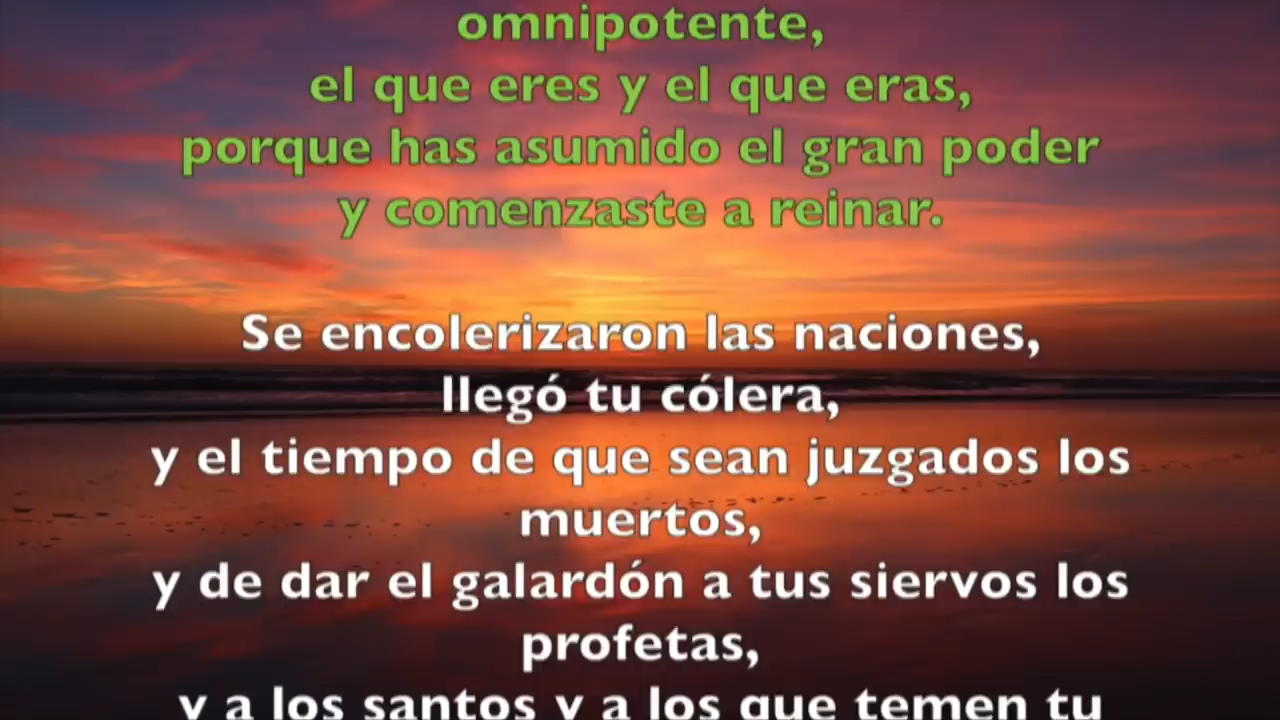 omnipotente,
el que eres y el que eras,
porque has asumido el gran poder
y comenzaste a reinar.
Se encolerizaron las naciones,
llegó tu cólera,
y el tiempo de que sean juzgados los
muertos,
y de dar el galardón a tus siervos los
profetas,
y a los santos y a los que temen tu